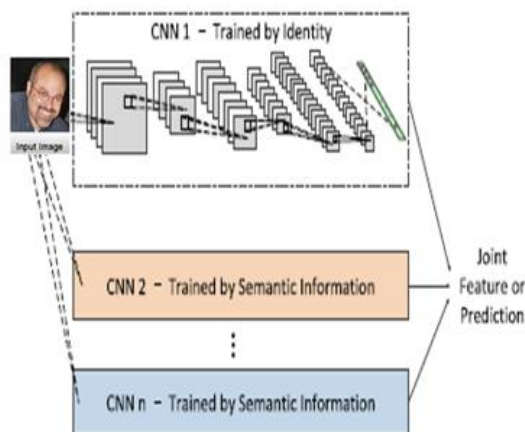 CNN 1 – Trained by Identity
Input Image
CNN 2 – Trained by Semantic Information
Joint
Feature or
Prediction
CNN n – Trained by Semantic Information